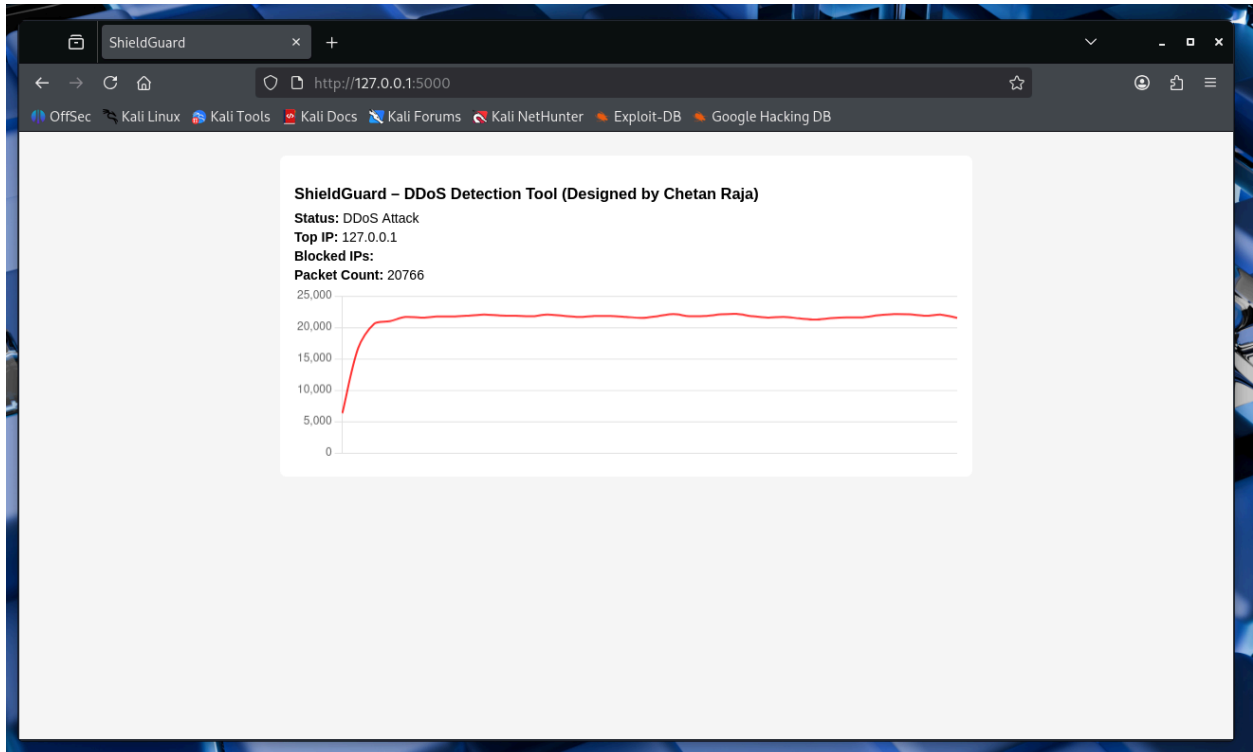 ShieldGuard
http://127.0.0.1:5000
OffSec Kali Linux Kali Tools Kali Docs Kali Forums Kali NetHunter Exploit-DB Google Hacking DB
ShieldGuard – DDoS Detection Tool (Designed by Chetan Raja)
Status: DDoS Attack
Top IP: 127.0.0.1
Blocked IPs:
Packet Count: 20766
25,000
20,000
15,000
10,000
5,000
0